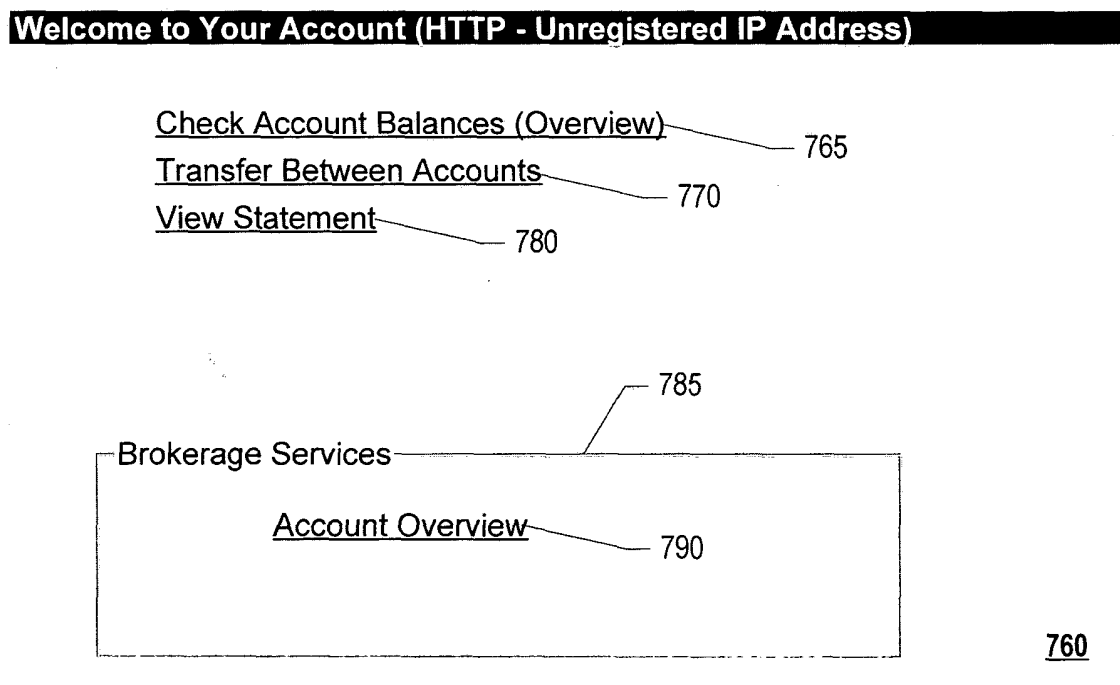 Welcome to Your Account (HTTP - Unregistered IP Address)
Check Account Balances (Overview)
765
Transfer Between Accounts
770
View Statement
780
785
Brokerage Services
Account Overview
790
760